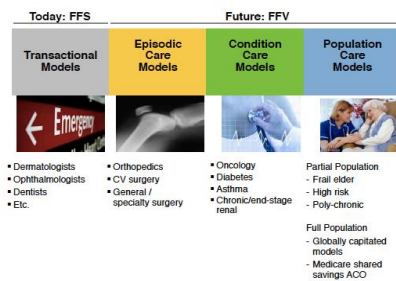 Today: FFS
Future: FFV
Transactional
Models
Episodic
Care
Models
Condition
Care
Models
Population
Care
Models
Emergency
▪ Dermatologists
▪ Ophthalmologists
▪ Dentists
▪ Etc.
▪ Orthopedics
▪ CV surgery
▪ General /
specialty surgery
▪ Oncology
▪ Diabetes
▪ Asthma
▪ Chronic/end-stage
renal
Partial Population
- Frail elder
- High risk
- Poly-chronic
Full Population
- Globally capitated
models
- Medicare shared
savings ACO